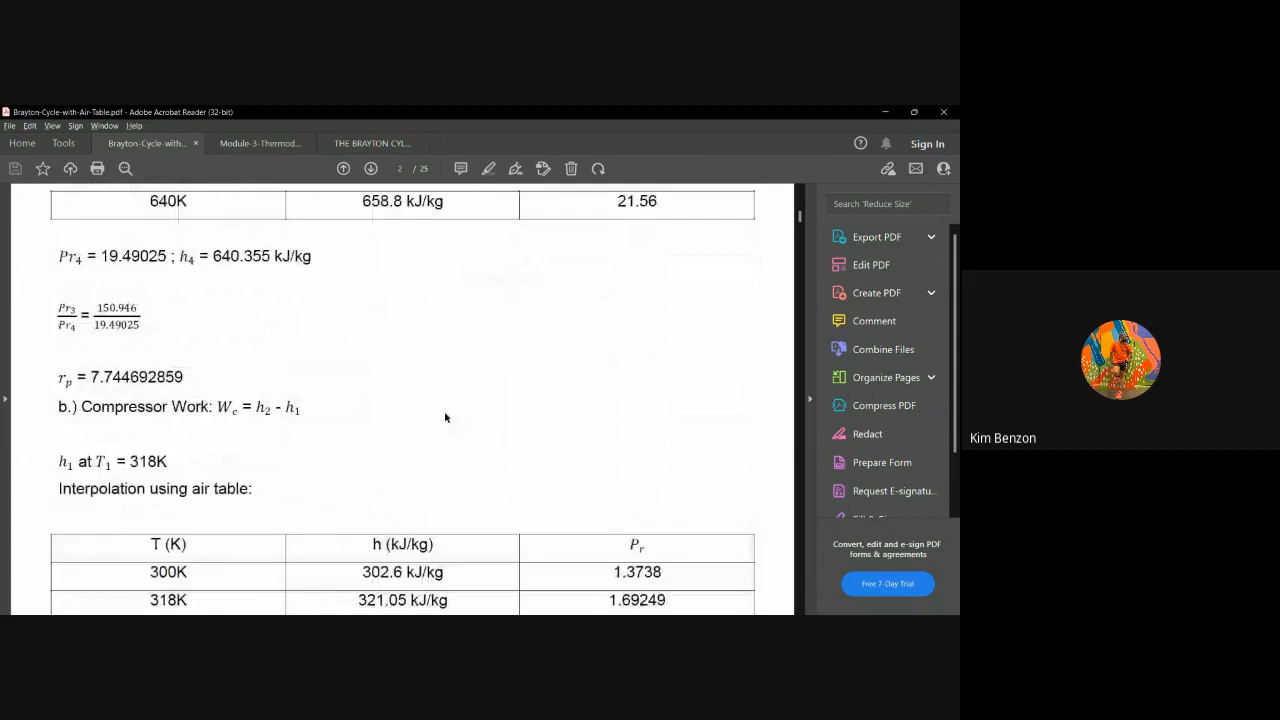 Brayton-Cycle-with-Air-Table.pdf - Adobe Acrobat Reader (32-bit)
File Edit View Sign Window Help
Home Tools Brayton-Cycle-with... × Module-3-Thermod... THE BRAYTON CYL... Sign In
2 / 25
640K 658.8 kJ/kg 21.56
Pr₄ = 19.49025 ; h₄ = 640.355 kJ/kg
Pr₃/Pr₄ = 150.946/19.49025
rₚ = 7.744692859
b.) Compressor Work: W꜀ = h₂ - h₁
h₁ at T₁ = 318K
Interpolation using air table:
T (K) h (kJ/kg) Pᵣ
300K 302.6 kJ/kg 1.3738
318K 321.05 kJ/kg 1.69249
Search 'Reduce Size'
Export PDF
Edit PDF
Create PDF
Comment
Combine Files
Organize Pages
Compress PDF
Redact
Prepare Form
Request E-signatu...
Convert, edit and e-sign PDF
forms & agreements
Free 7-Day Trial
Kim Benzon